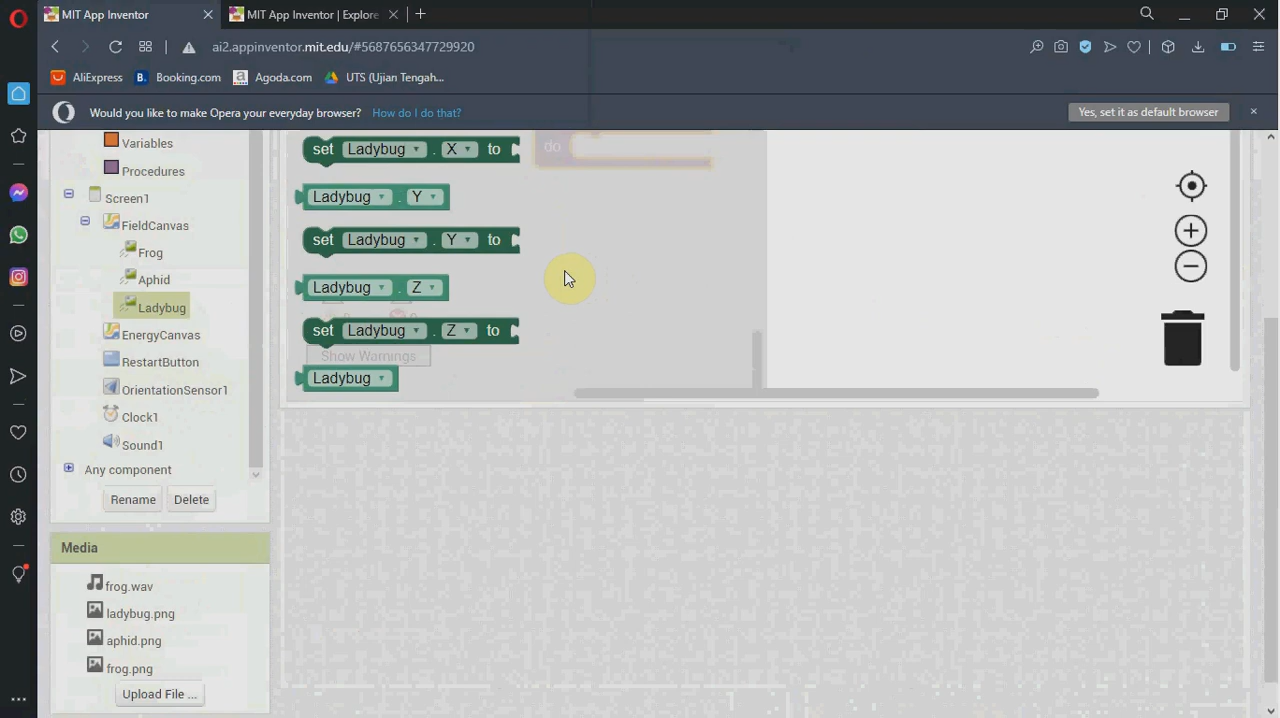 MIT App Inventor
MIT App Inventor | Explore
ai2.appinventor.mit.edu/#5687656347729920
AliExpress
B. Booking.com
a Agoda.com
UTS (Ujian Tengah...
Would you like to make Opera your everyday browser? How do I do that?
Yes, set it as default browser
Variables
Procedures
Screen1
FieldCanvas
Frog
Aphid
Ladybug
EnergyCanvas
RestartButton
OrientationSensor1
Clock1
Sound1
Any component
Rename
Delete
Media
frog.wav
ladybug.png
aphid.png
frog.png
Upload File ...
set Ladybug . X to
do
Ladybug . Y
set Ladybug . Y to
Ladybug . Z
set Ladybug . Z to
Show Warnings
Ladybug